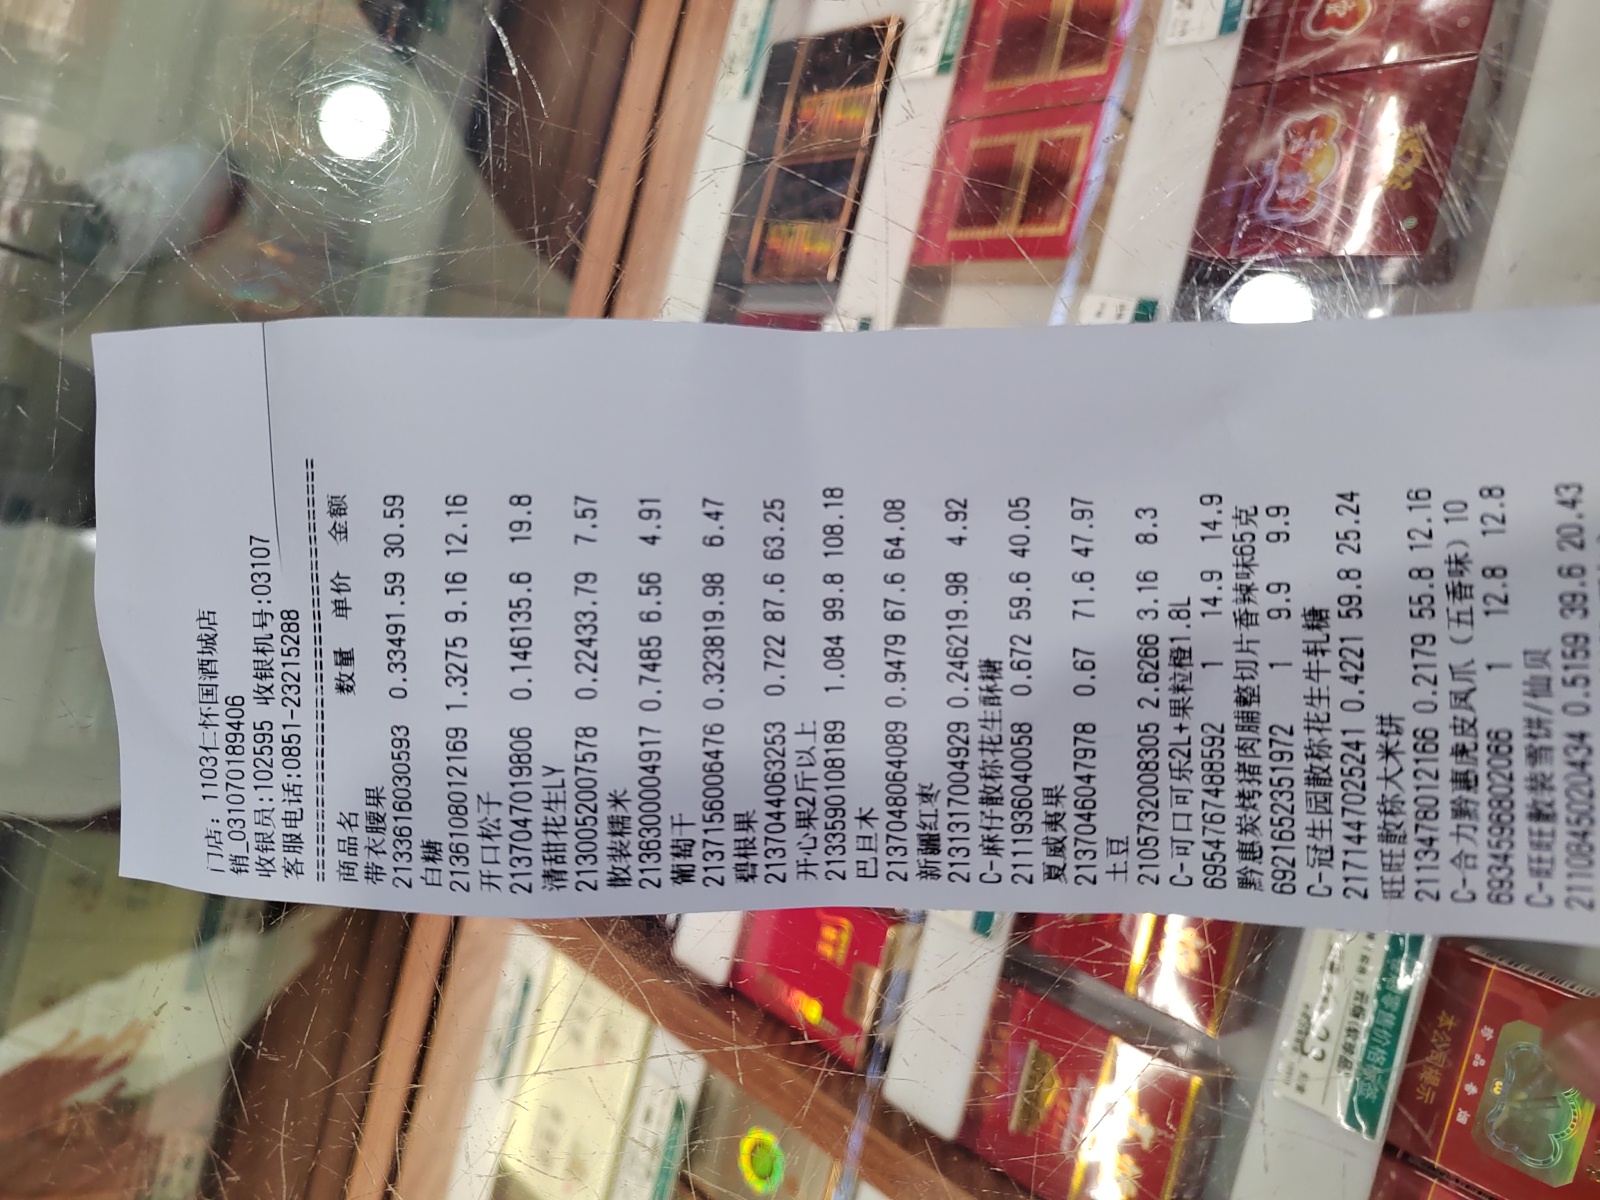 门店: 1103仁怀国酒城店
销_031070189406
收银员:102595 收银机号:03107
客服电话:0851-23215288
商品名 数量 单价 金额
带衣腰果
2133616030593 0.33491.59 30.59
白糖
2136108012169 1.3275 9.16 12.16
开口松子
2137047019806 0.146135.6 19.8
清甜花生LY
2130052007578 0.22433.79 7.57
散装糯米
2136300004917 0.7485 6.56 4.91
葡萄干
2137156006476 0.323819.98 6.47
碧根果
2137044063253 0.722 87.6 63.25
开心果2斤以上
2133590108189 1.084 99.8 108.18
巴旦木
2137048064089 0.9479 67.6 64.08
新疆红枣
2131317004929 0.246219.98 4.92
C-麻仔散称花生酥糖
2111936040058 0.672 59.6 40.05
夏威夷果
2137046047978 0.67 71.6 47.97
土豆
2105732008305 2.6266 3.16 8.3
C-可口可乐2L+果粒橙1.8L
6954767488592 1 14.9 14.9
黔惠炭烤猪肉脯整切片香辣味65克
6921652351972 1 9.9 9.9
C-冠生园散称花生牛轧糖
2177144702524​1 0.4221 59.8 25.24
旺旺散称大米饼
2113478012166 0.2179 55.8 12.16
C-合力黔惠虎皮凤爪(五香味) 10
6934596802066 1 12.8 12.8
C-旺旺散装雪饼/仙贝
2110845020434 0.5159 39.6 20.43